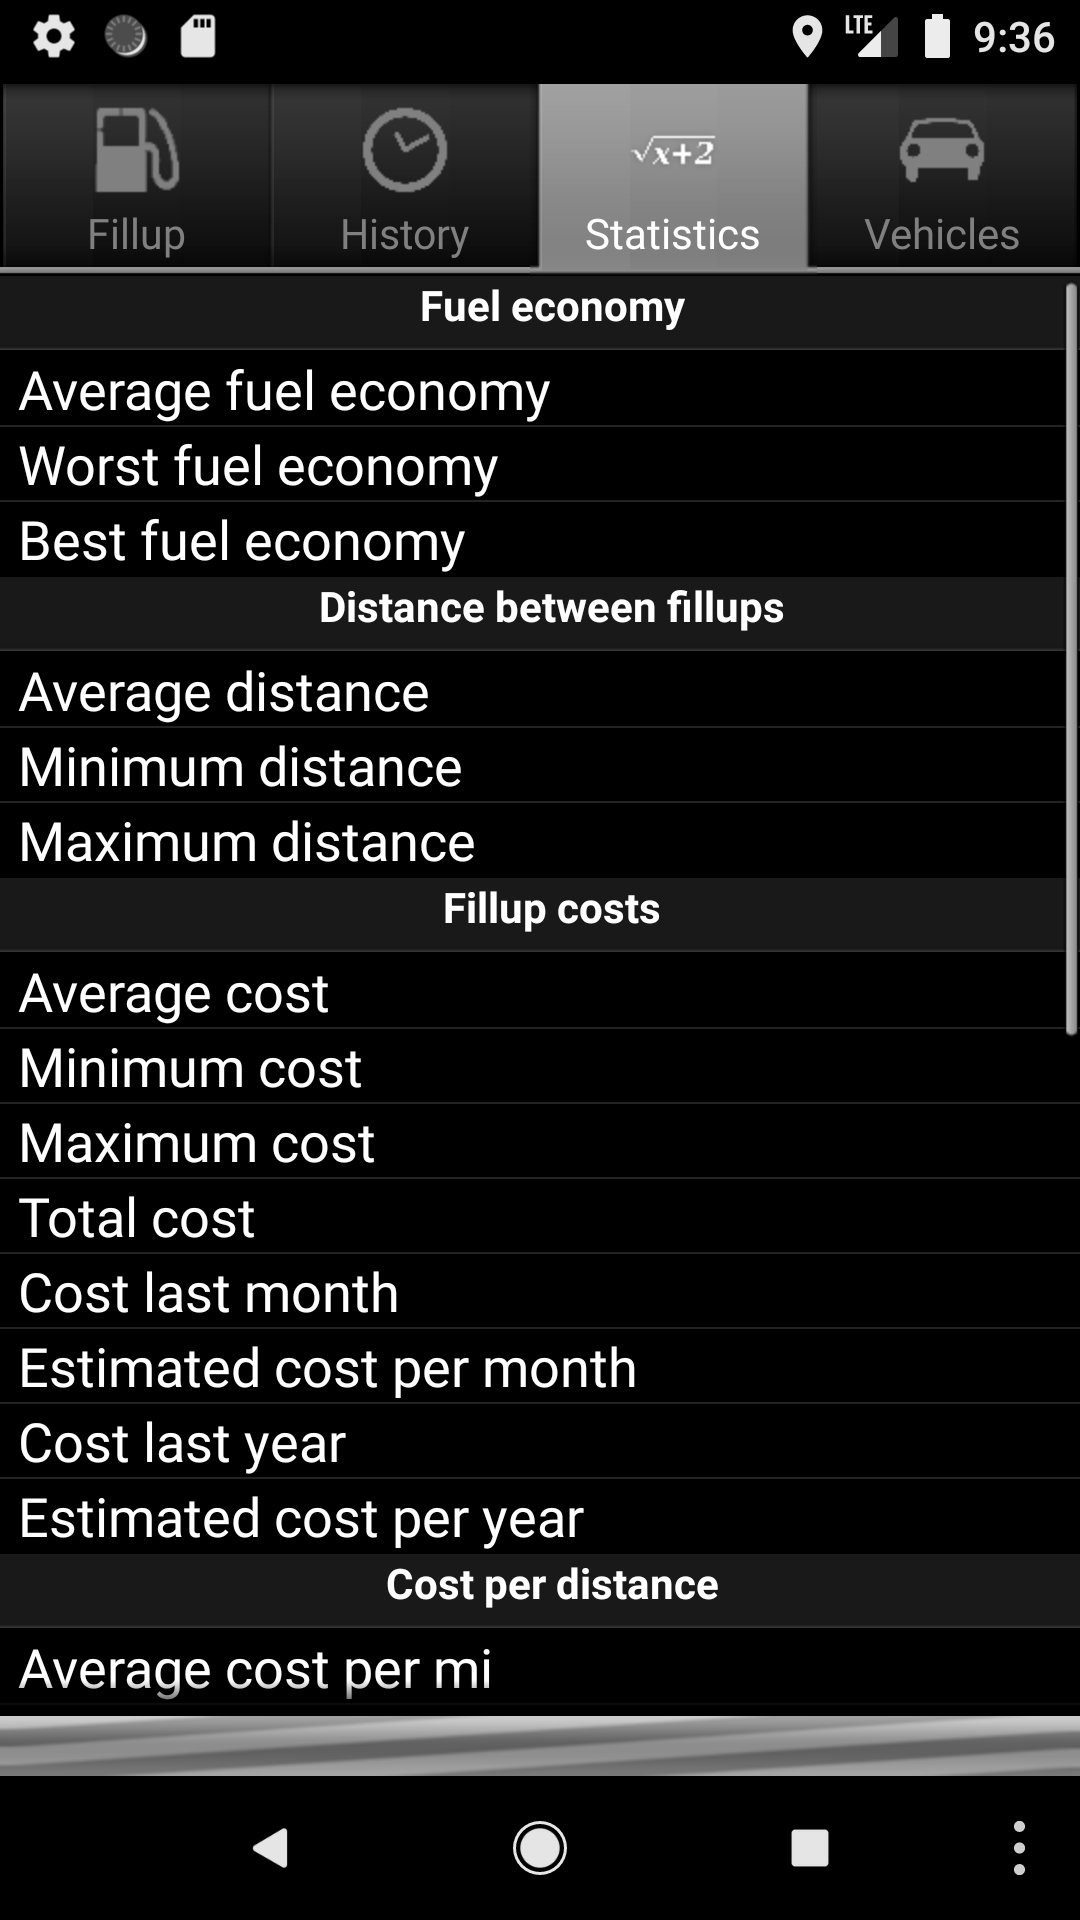 LTE 9:36
√x+2
Fillup History Statistics Vehicles
Fuel economy
Average fuel economy
Worst fuel economy
Best fuel economy
Distance between fillups
Average distance
Minimum distance
Maximum distance
Fillup costs
Average cost
Minimum cost
Maximum cost
Total cost
Cost last month
Estimated cost per month
Cost last year
Estimated cost per year
Cost per distance
Average cost per mi